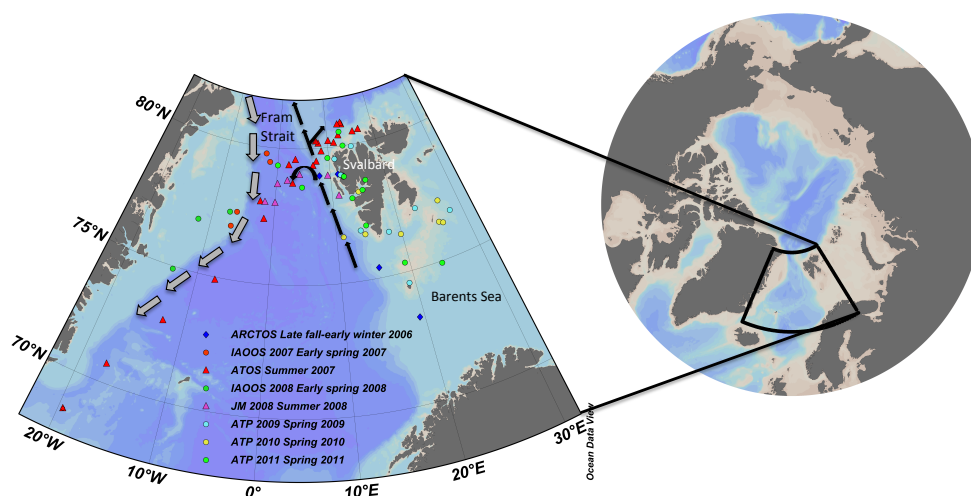 80°N
Fram
Strait
Svalbard
75°N
Barents Sea
ARCTOS Late fall-early winter 2006
IAOOS 2007 Early spring 2007
ATOS Summer 2007
70°N
IAOOS 2008 Early spring 2008
JM 2008 Summer 2008
ATP 2009 Spring 2009
ATP 2010 Spring 2010
ATP 2011 Spring 2011
20°W
10°W
0°
10°E
20°E
30°E
Ocean Data View